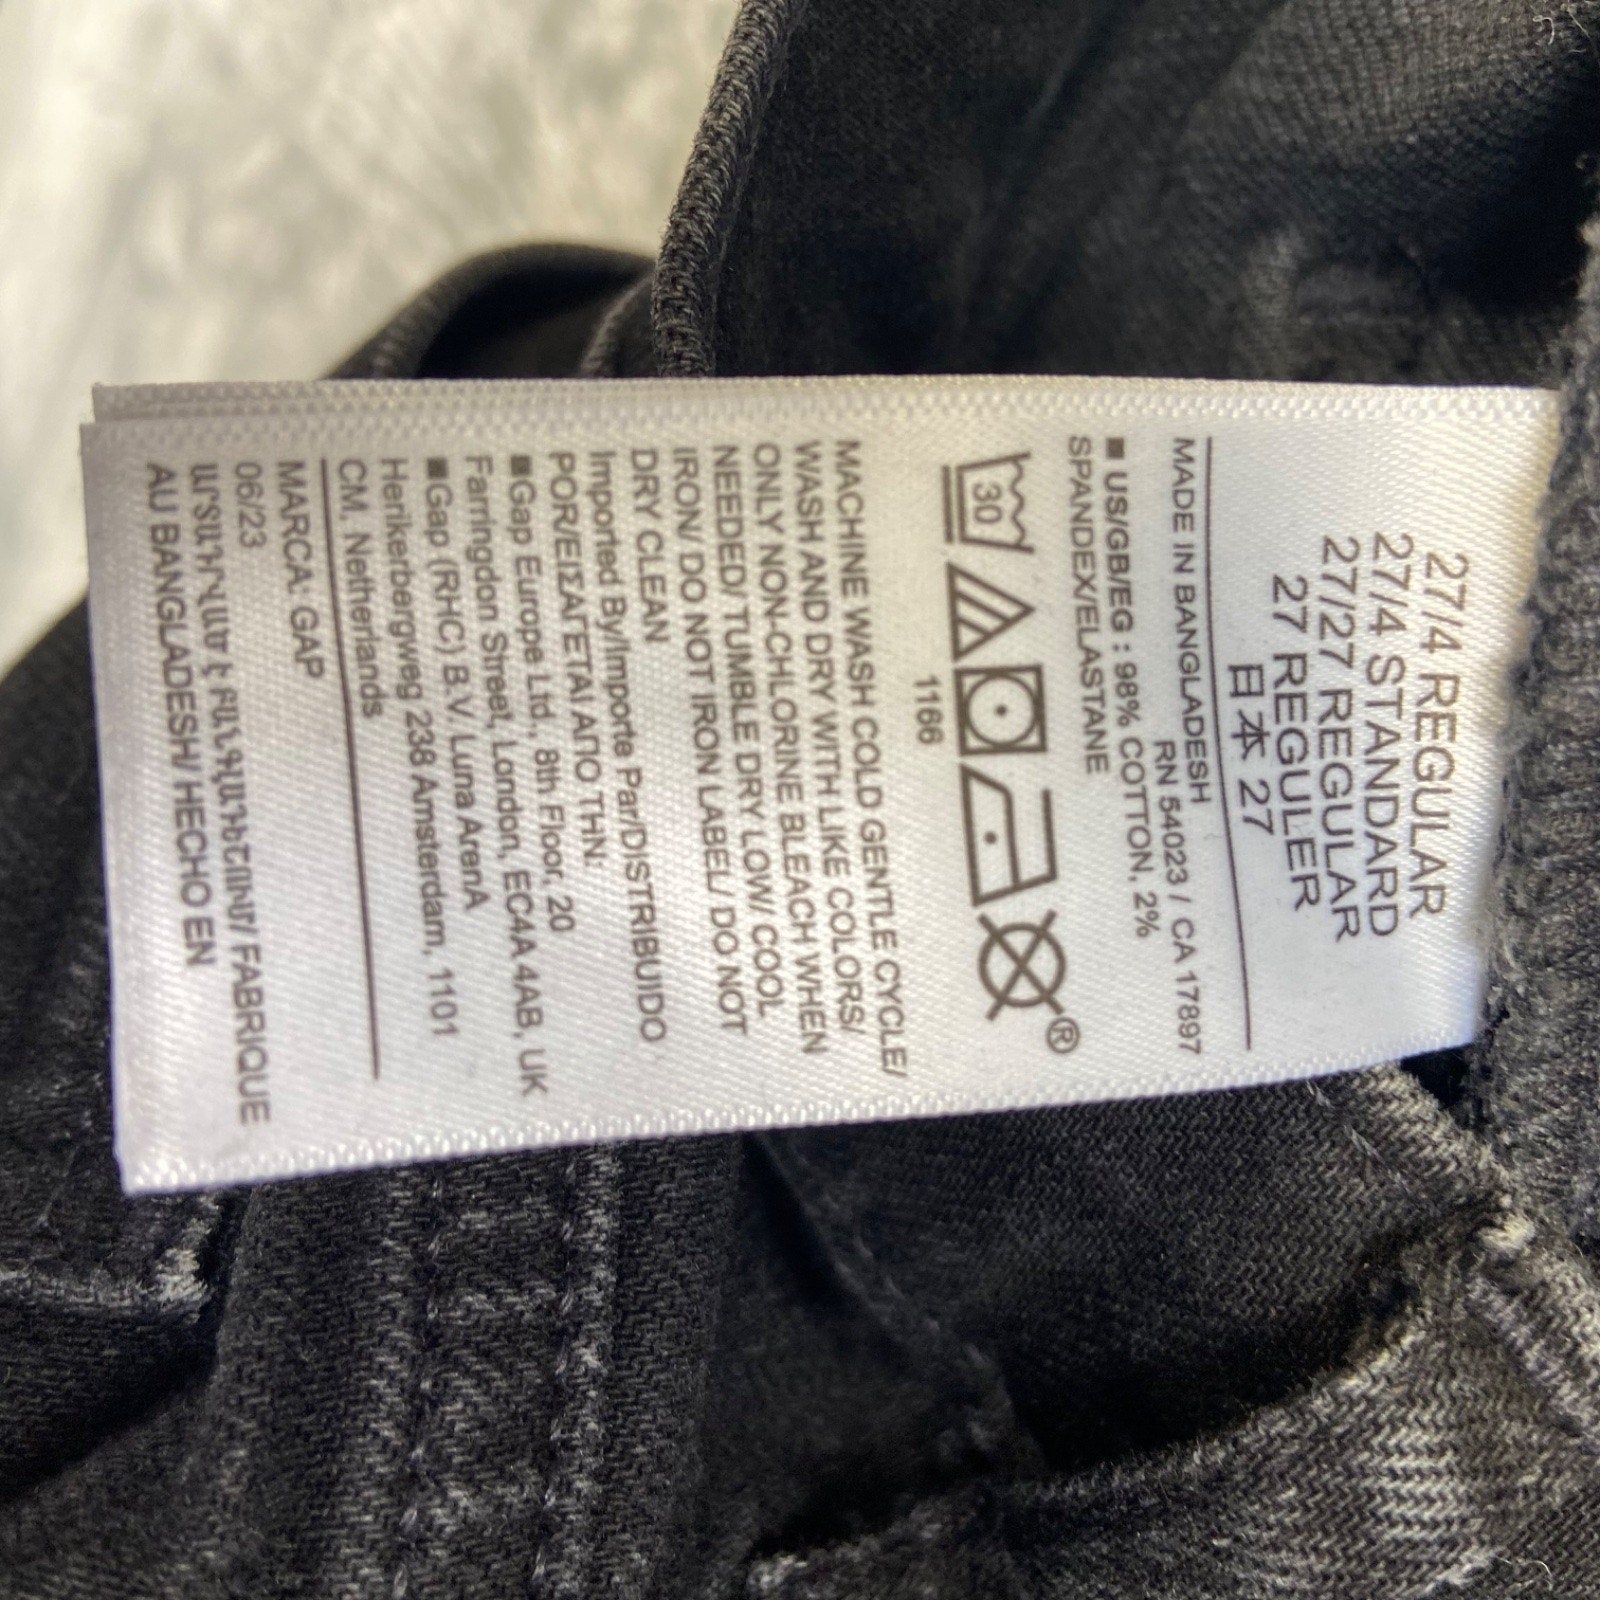 27/4 REGULAR
27/4 STANDARD
27/27 REGULAR
27 REGULER
日本 27
MADE IN BANGLADESH
RN 54023 / CA 17897
■ US/GB/EG : 98% COTTON, 2%
SPANDEX/ELASTANE
30
®
1166
MACHINE WASH COLD GENTLE CYCLE/
WASH AND DRY WITH LIKE COLORS/
ONLY NON-CHLORINE BLEACH WHEN
NEEDED/ TUMBLE DRY LOW/ COOL
IRON/ DO NOT IRON LABEL/ DO NOT
DRY CLEAN
Imported By/Importe Par/DISTRIBUIDO
POR/ΕΙΣΑΓΕΤΑΙ ΑΠΟ ΤΗΝ:
■Gap Europe Ltd., 8th Floor, 20
Farringdon Street, London, EC4A 4AB, UK
■Gap (RHC) B.V. Luna ArenA
Herikerbergweg 238 Amsterdam, 1101
CM, Netherlands
MARCA: GAP
06/23
ԱՐՏԱԴՐՎԱԾ Է ԲԱՆԳԼԱԴԵՇՈՒՄ/ FABRIQUE
AU BANGLADESH/ HECHO EN